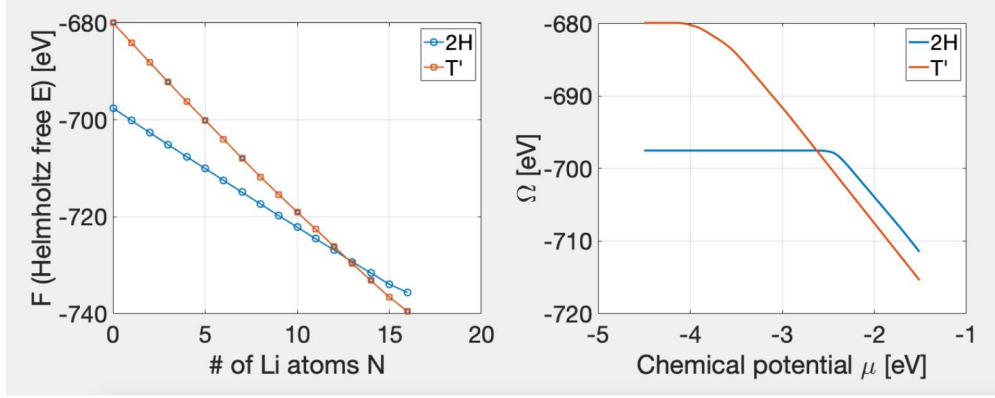 F (Helmholtz free E) [eV]
-680
-700
-720
-740
0
5
10
15
20
# of Li atoms N
2H
T'
Ω [eV]
-680
-690
-700
-710
-720
-5
-4
-3
-2
-1
Chemical potential μ [eV]
2H
T'